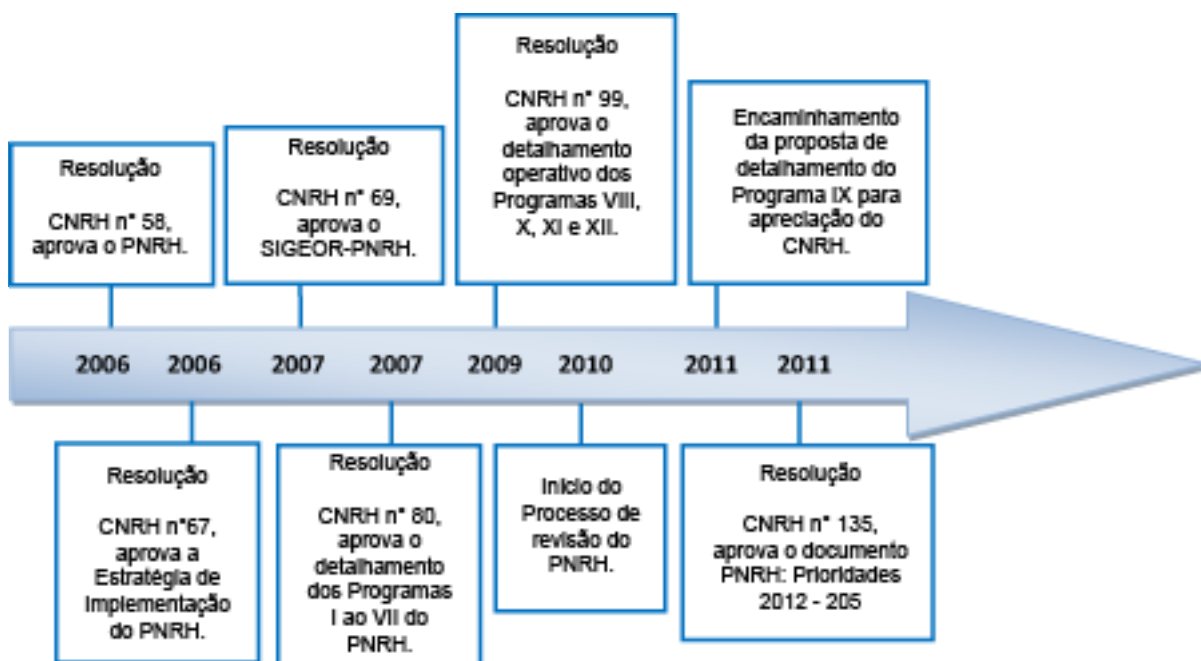 Resolução
CNRH n° 58,
aprova o PNRH.
Resolução
CNRH n° 69,
aprova o
SIGEOR-PNRH.
Resolução
CNRH n° 99,
aprova o
detalhamento
operativo dos
Programas VIII,
X, XI e XII.
Encaminhamento
da proposta de
detalhamento do
Programa IX para
apreciação do
CNRH.
2006 2006 2007 2007 2009 2010 2011 2011
Resolução
CNRH n°67,
aprova a
Estratégia de
Implementação
do PNRH.
Resolução
CNRH n° 80,
aprova o
detalhamento
dos Programas
I ao VII do
PNRH.
Início do
Processo de
revisão do
PNRH.
Resolução
CNRH n° 135,
aprova o documento
PNRH: Prioridades
2012 - 205